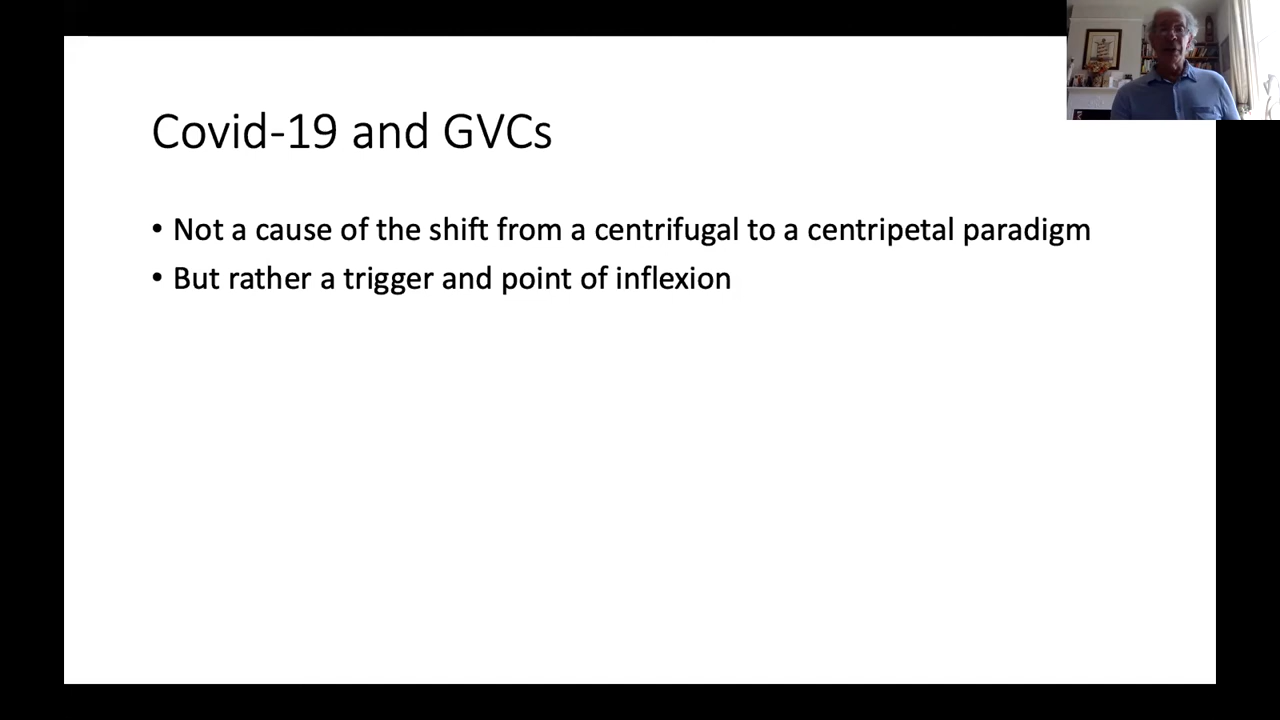 Covid-19 and GVCs
• Not a cause of the shift from a centrifugal to a centripetal paradigm
• But rather a trigger and point of inflexion